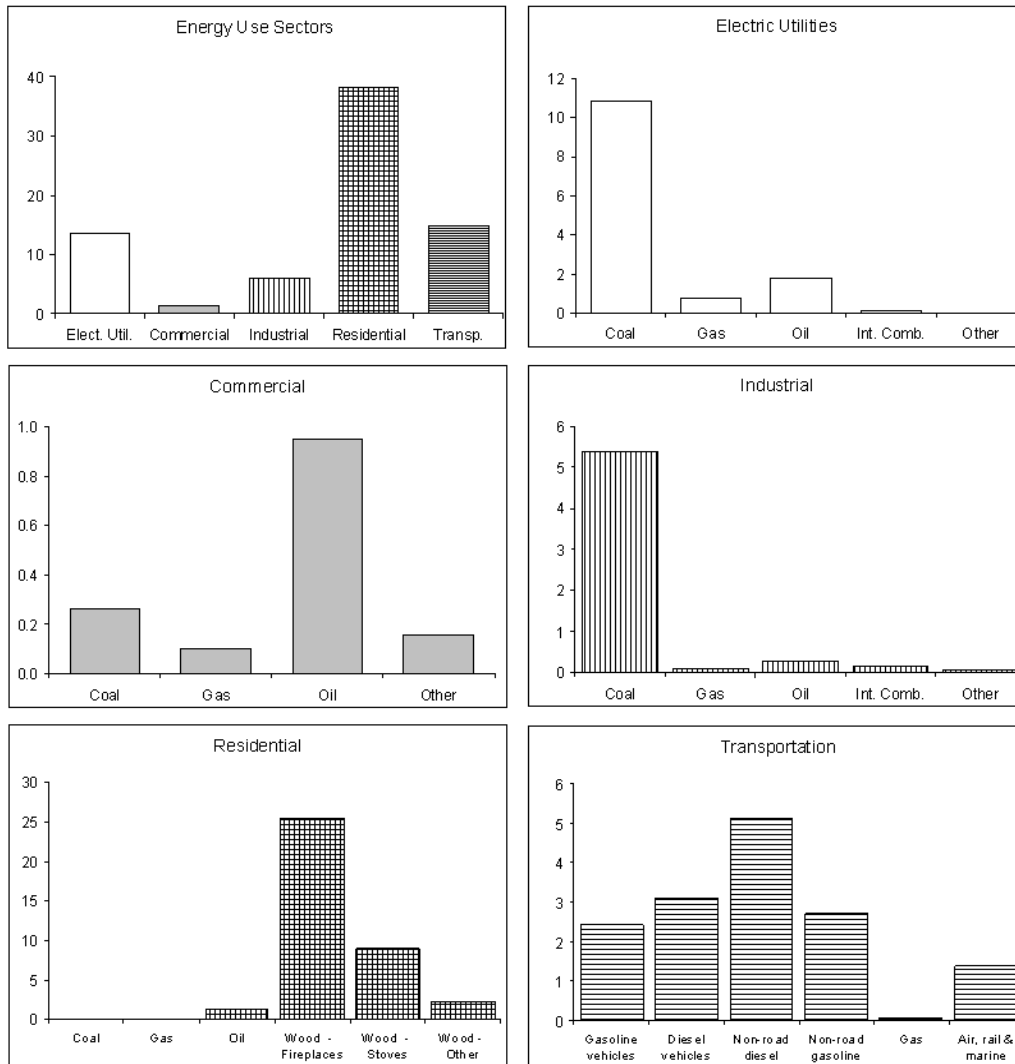 Energy Use Sectors
40
30
20
10
0
Elect. Util. Commercial Industrial Residential Transp.
Electric Utilities
12
10
8
6
4
2
0
Coal Gas Oil Int. Comb. Other
Commercial
1.0
0.8
0.6
0.4
0.2
0.0
Coal Gas Oil Other
Industrial
6
5
4
3
2
1
0
Coal Gas Oil Int. Comb. Other
Residential
30
25
20
15
10
5
0
Coal Gas Oil Wood - Wood - Wood -
Fireplaces Stoves Other
Transportation
6
5
4
3
2
1
0
Gasoline Diesel Non-road Non-road Gas Air, rail &
vehicles vehicles diesel gasoline marine